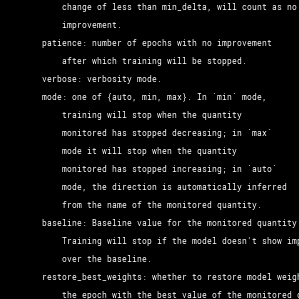 change of less than min_delta, will count as no
improvement.
patience: number of epochs with no improvement
after which training will be stopped.
verbose: verbosity mode.
mode: one of {auto, min, max}. In `min` mode,
training will stop when the quantity
monitored has stopped decreasing; in `max`
mode it will stop when the quantity
monitored has stopped increasing; in `auto`
mode, the direction is automatically inferred
from the name of the monitored quantity.
baseline: Baseline value for the monitored quantity
Training will stop if the model doesn't show
over the baseline.
restore_best_weights: whether to restore model
the epoch with the best value of the monitored